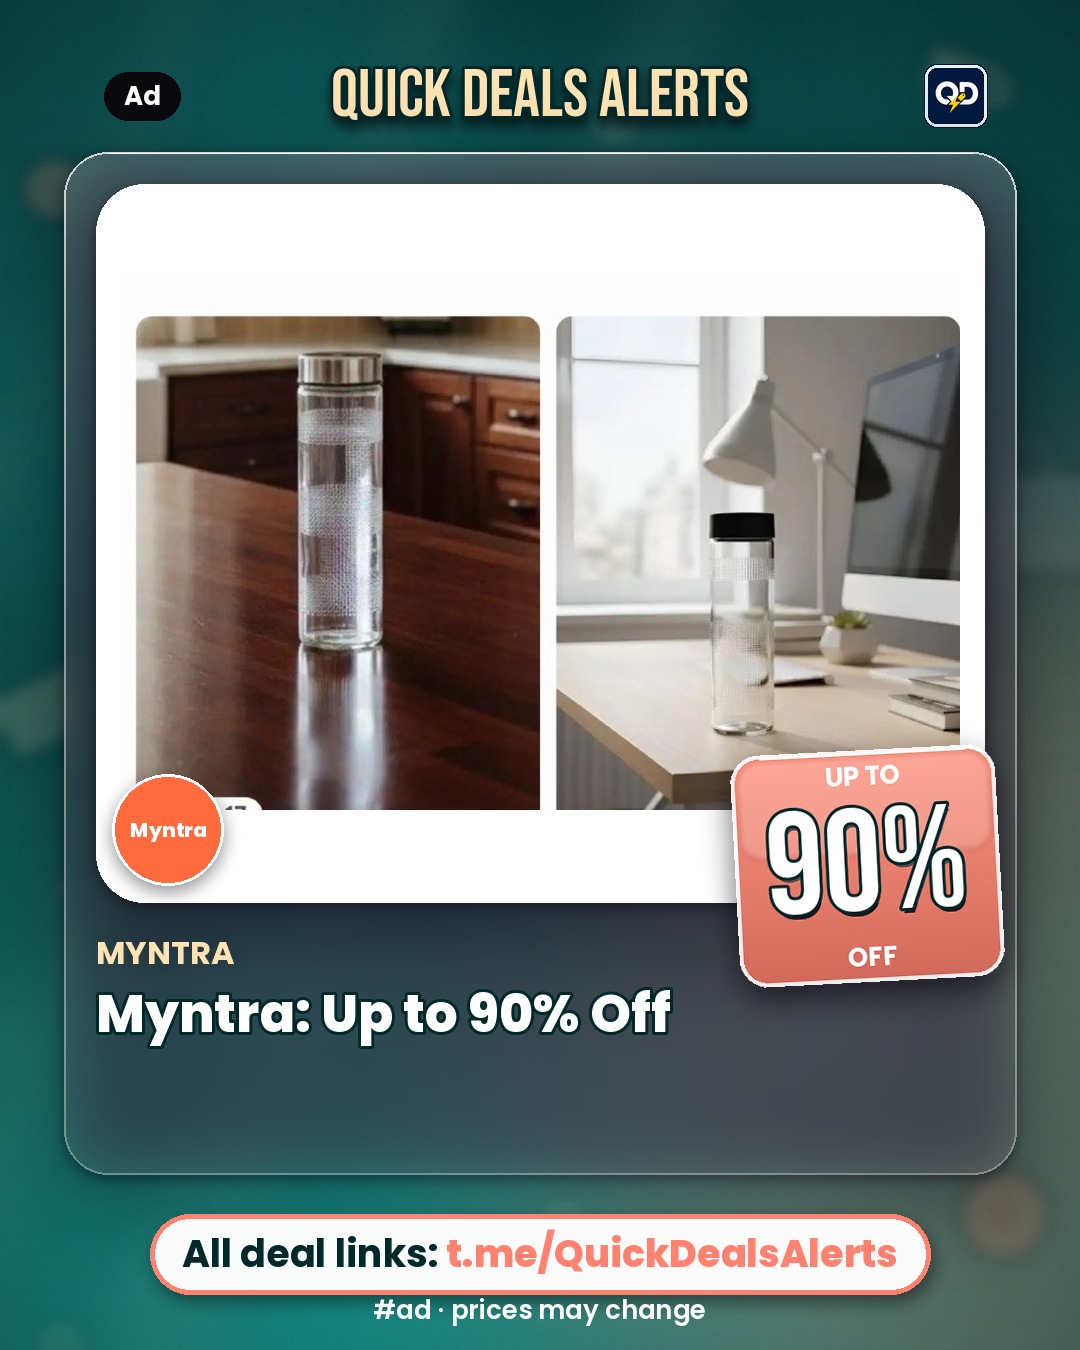 Ad
QUICK DEALS ALERTS
QD
Myntra
UP TO
90%
OFF
MYNTRA
Myntra: Up to 90% Off
All deal links: t.me/QuickDealsAlerts
#ad · prices may change